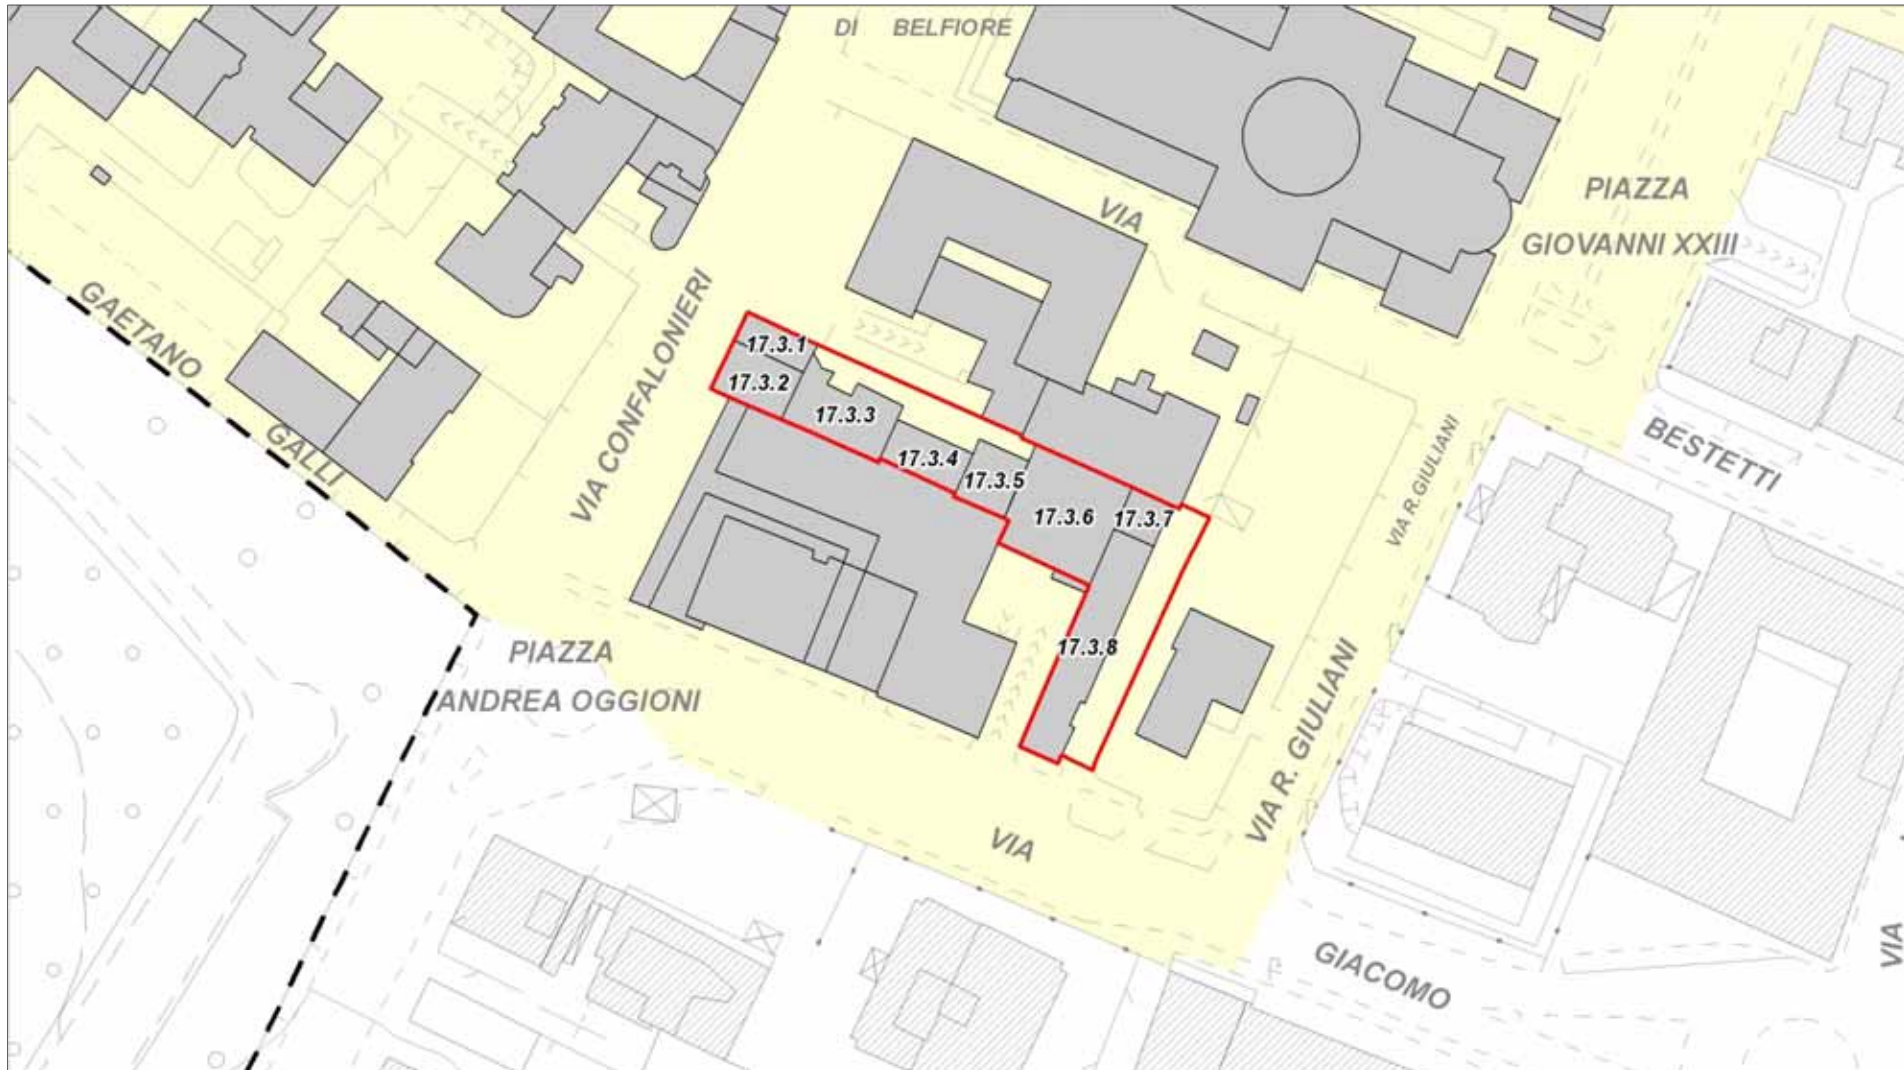 DI BELFIORE
VIA
PIAZZA
GIOVANNI XXIII
GAETANO
GALLI
VIA CONFALONIERI
17.3.1
17.3.2
17.3.3
17.3.4
17.3.5
17.3.6
17.3.7
17.3.8
VIA R.GIULIANI
BESTETTI
PIAZZA
ANDREA OGGIONI
VIA R. GIULIANI
VIA
GIACOMO
VIA